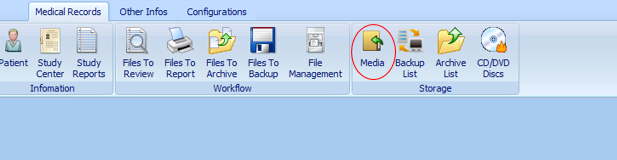 Medical Records Other Infos Configurations
Patient Study Center Study Reports Files To Review Files To Report Files To Archive Files To Backup File Management Media Backup List Archive List CD/DVD Discs
Infomation Workflow Storage